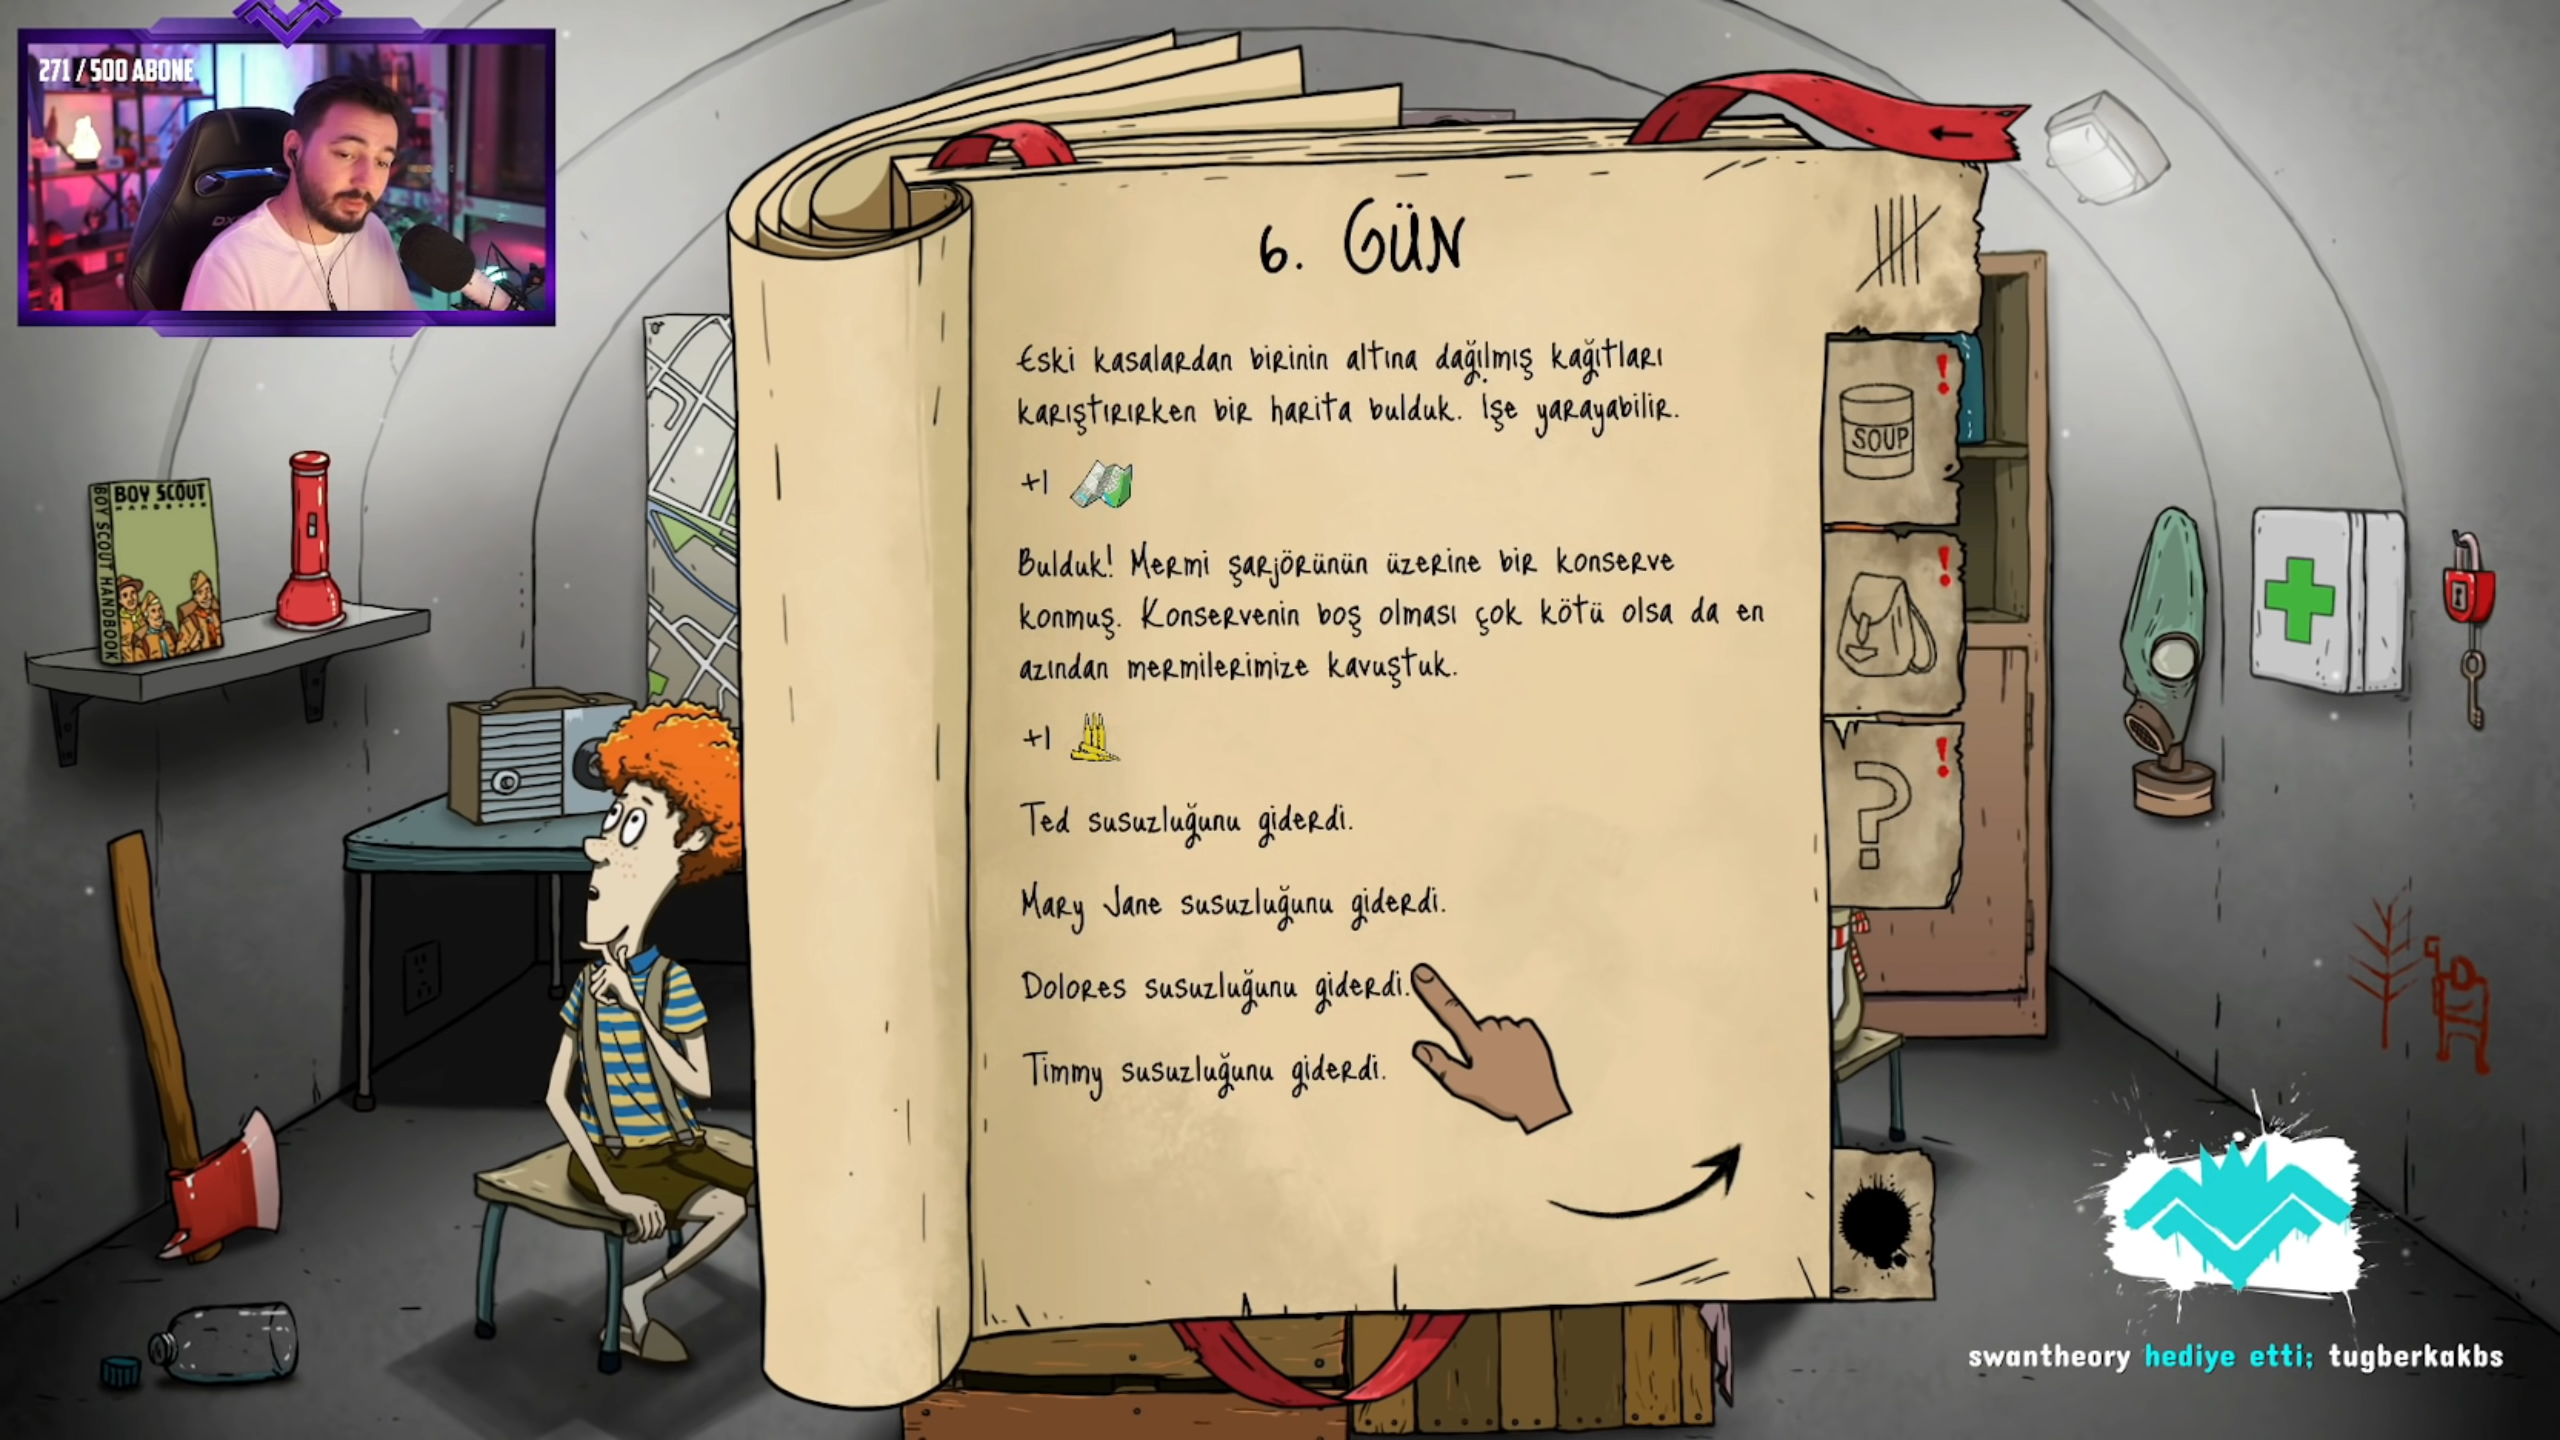 271 / 500 ABONE
6. GÜN
Eski kasalardan birinin altına dağılmış kağıtları
karıştırırken bir harita bulduk. İşe yarayabilir.
+1
Bulduk! Mermi şarjörünün üzerine bir konserve
konmuş. Konservenin boş olması çok kötü olsa da en
azından mermilerimize kavuştuk.
+1
Ted susuzluğunu giderdi.
Mary Jane susuzluğunu giderdi.
Dolores susuzluğunu giderdi.
Timmy susuzluğunu giderdi.
SOUP
?
BOY SCOUT
HANDBOOK
BOY SCOUT HANDBOOK
swantheory hediye etti; tugberkakbs